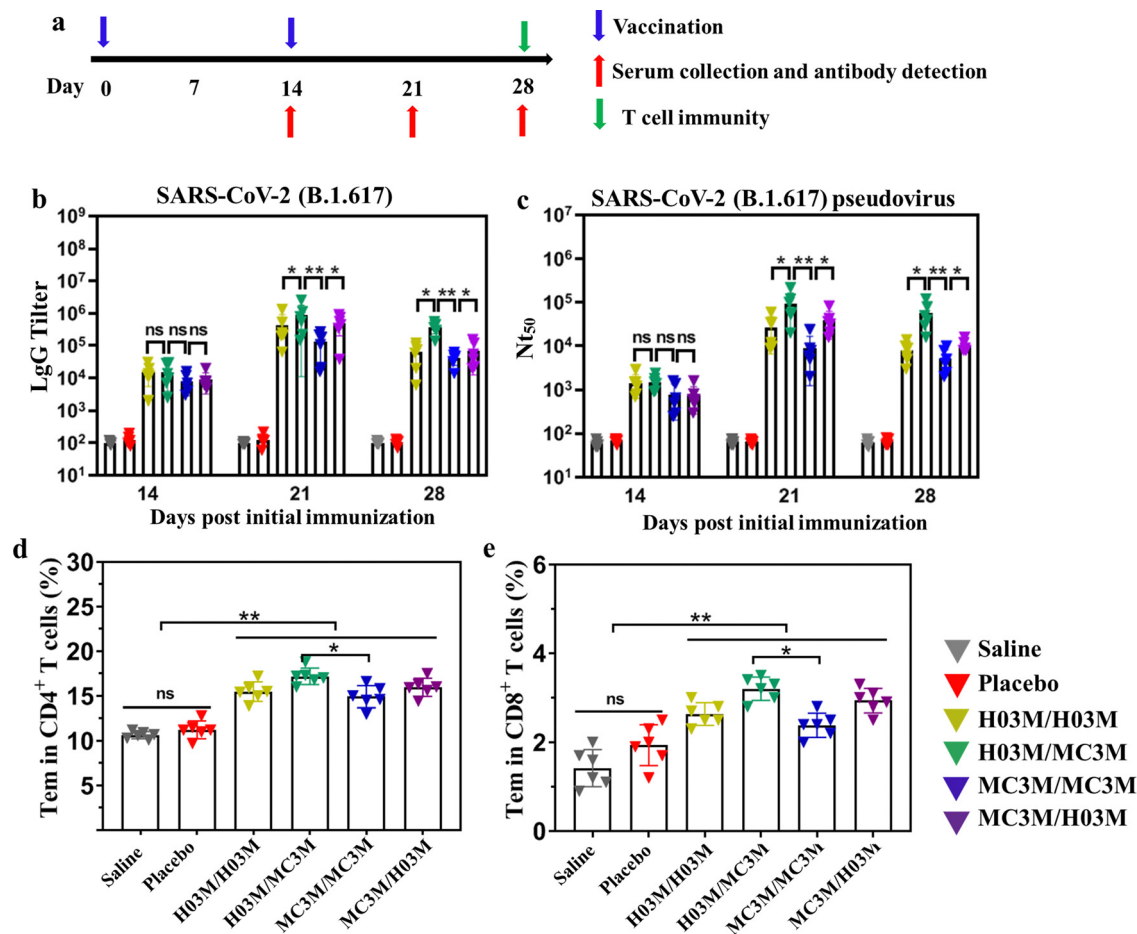 a
Vaccination
Day 0 7 14 21 28
Serum collection and antibody detection
T cell immunity
b
SARS-CoV-2 (B.1.617)
LgG Tilter
10⁹
10⁸
10⁷
10⁶
10⁵
10⁴
10³
10²
10¹
ns ns ns
* ** *
* ** *
14 21 28
Days post initial immunization
c
SARS-CoV-2 (B.1.617) pseudovirus
Nt₅₀
10⁷
10⁶
10⁵
10⁴
10³
10²
10¹
ns ns ns
* ** *
* ** *
14 21 28
Days post initial immunization
d
Tem in CD4⁺ T cells (%)
30
25
20
15
10
5
**
*
ns
Saline
Placebo
H03M/H03M
H03M/MC3M
MC3M/MC3M
MC3M/H03M
e
Tem in CD8⁺ T cells (%)
6
4
2
0
**
*
ns
Saline
Placebo
H03M/H03M
H03M/MC3M
MC3M/MC3M
MC3M/H03M
Saline
Placebo
H03M/H03M
H03M/MC3M
MC3M/MC3M
MC3M/H03M